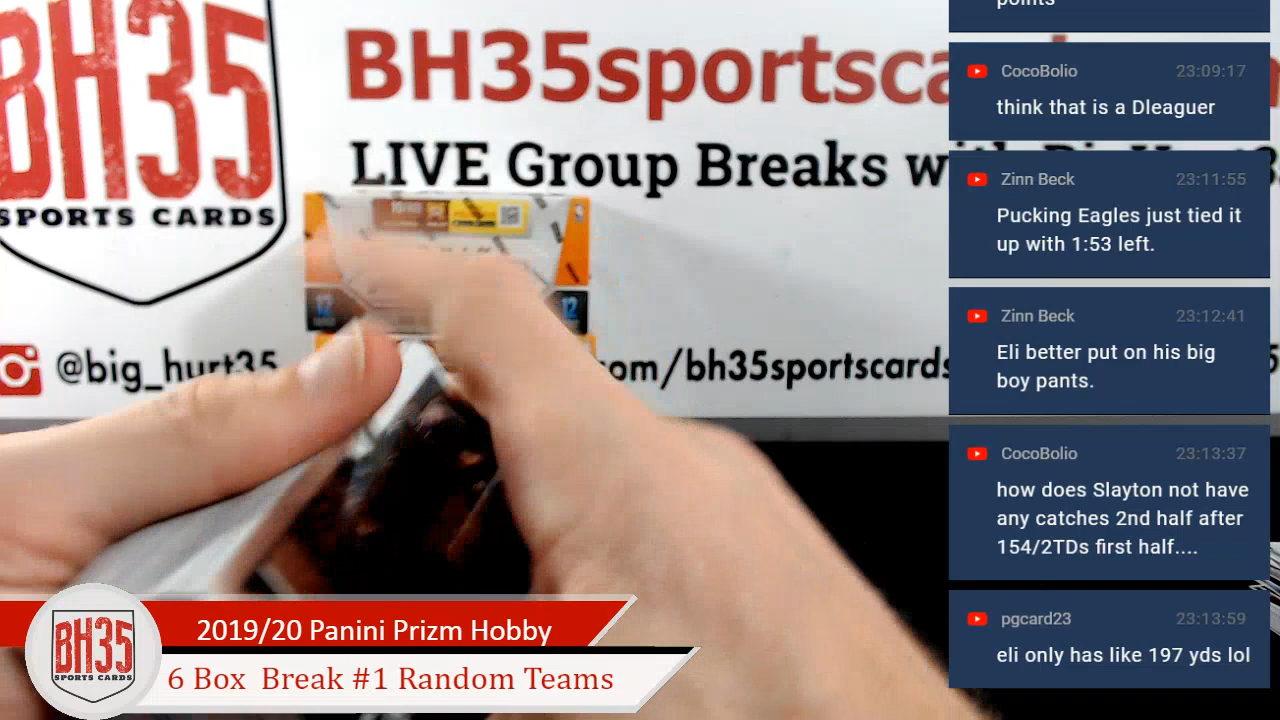 BH35
SPORTS CARDS
BH35sportsca
LIVE Group Breaks
12
12
@big_hurt35
com/bh35sportscards
points
CocoBolio 23:09:17
think that is a Dleaguer
Zinn Beck 23:11:55
Pucking Eagles just tied it
up with 1:53 left.
Zinn Beck 23:12:41
Eli better put on his big
boy pants.
CocoBolio 23:13:37
how does Slayton not have
any catches 2nd half after
154/2TDs first half....
pgcard23 23:13:59
eli only has like 197 yds lol
BH35
SPORTS CARDS
2019/20 Panini Prizm Hobby
6 Box Break #1 Random Teams